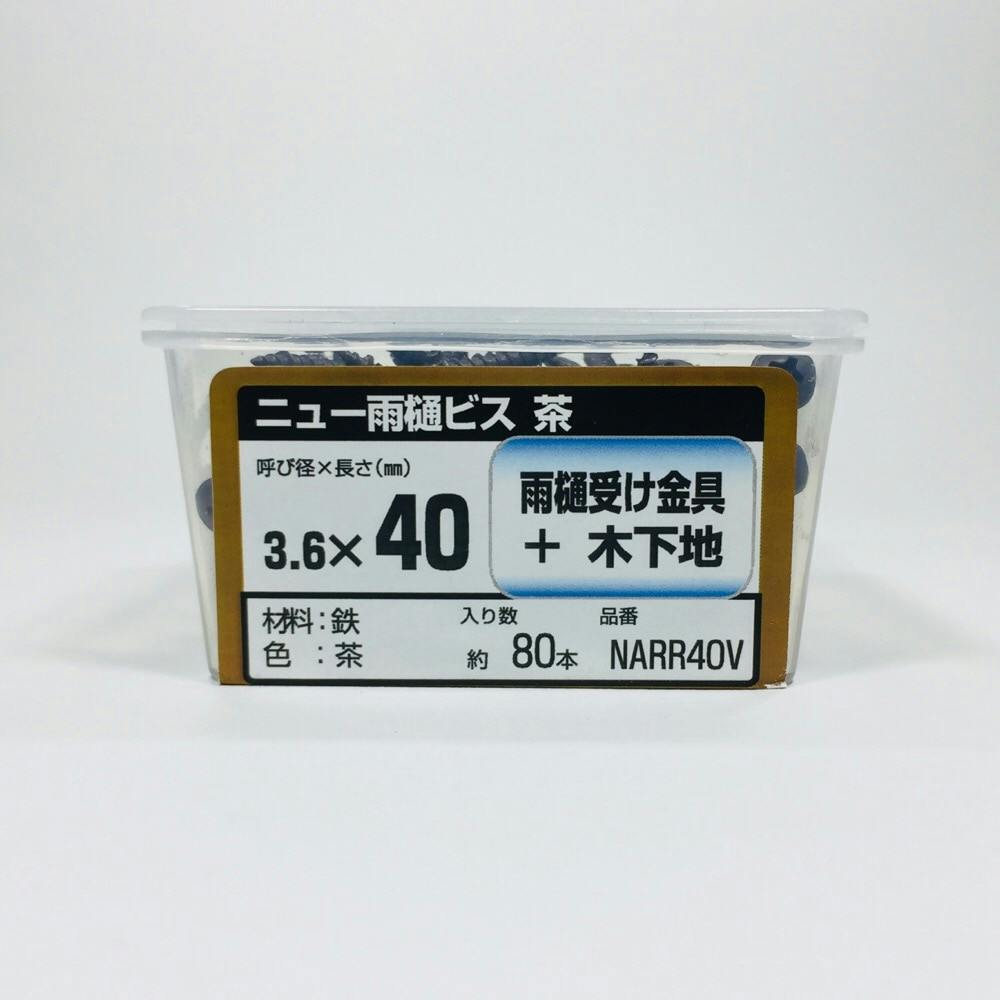 ニュー雨樋ビス 茶
呼び径×長さ(㎜)
3.6×40
雨樋受け金具
+ 木下地
材料：鉄
色 ：茶
入り数
約 80本
品番
NARR40V